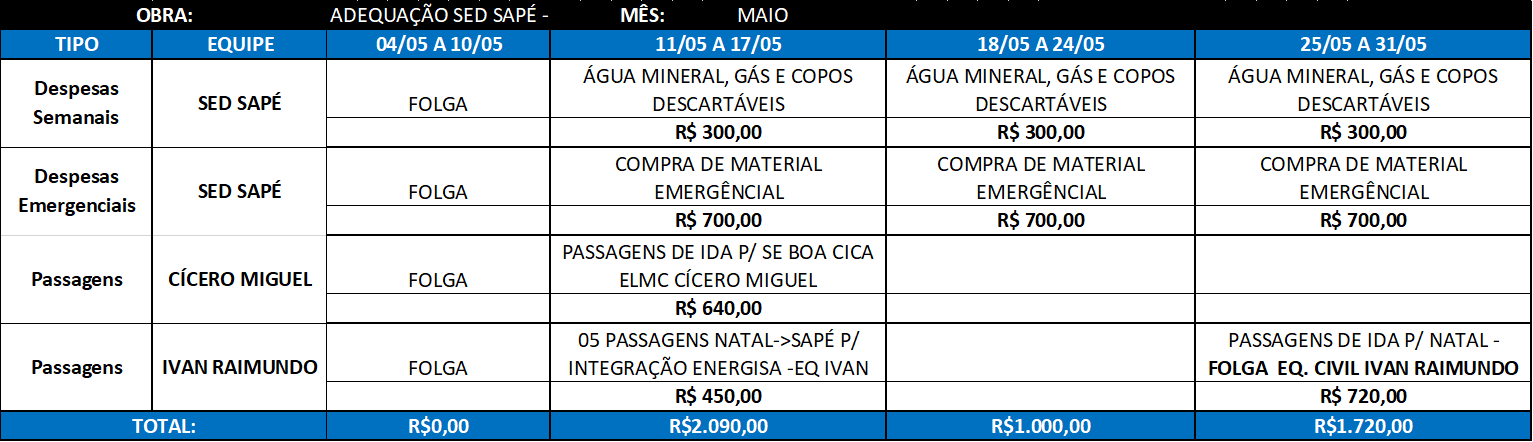 OBRA: ADEQUAÇÃO SED SAPÉ - MÊS: MAIO
TIPO EQUIPE 04/05 A 10/05 11/05 A 17/05 18/05 A 24/05 25/05 A 31/05
Despesas Semanais SED SAPÉ FOLGA ÁGUA MINERAL, GÁS E COPOS DESCARTÁVEIS ÁGUA MINERAL, GÁS E COPOS DESCARTÁVEIS ÁGUA MINERAL, GÁS E COPOS DESCARTÁVEIS
R$ 300,00 R$ 300,00 R$ 300,00
Despesas Emergenciais SED SAPÉ FOLGA COMPRA DE MATERIAL EMERGÊNCIAL COMPRA DE MATERIAL EMERGÊNCIAL COMPRA DE MATERIAL EMERGÊNCIAL
R$ 700,00 R$ 700,00 R$ 700,00
Passagens CÍCERO MIGUEL FOLGA PASSAGENS DE IDA P/ SE BOA CICA ELMC CÍCERO MIGUEL
R$ 640,00
Passagens IVAN RAIMUNDO FOLGA 05 PASSAGENS NATAL->SAPÉ P/ INTEGRAÇÃO ENERGISA -EQ IVAN PASSAGENS DE IDA P/ NATAL - FOLGA EQ. CIVIL IVAN RAIMUNDO
R$ 450,00 R$ 720,00
TOTAL: R$0,00 R$2.090,00 R$1.000,00 R$1.720,00